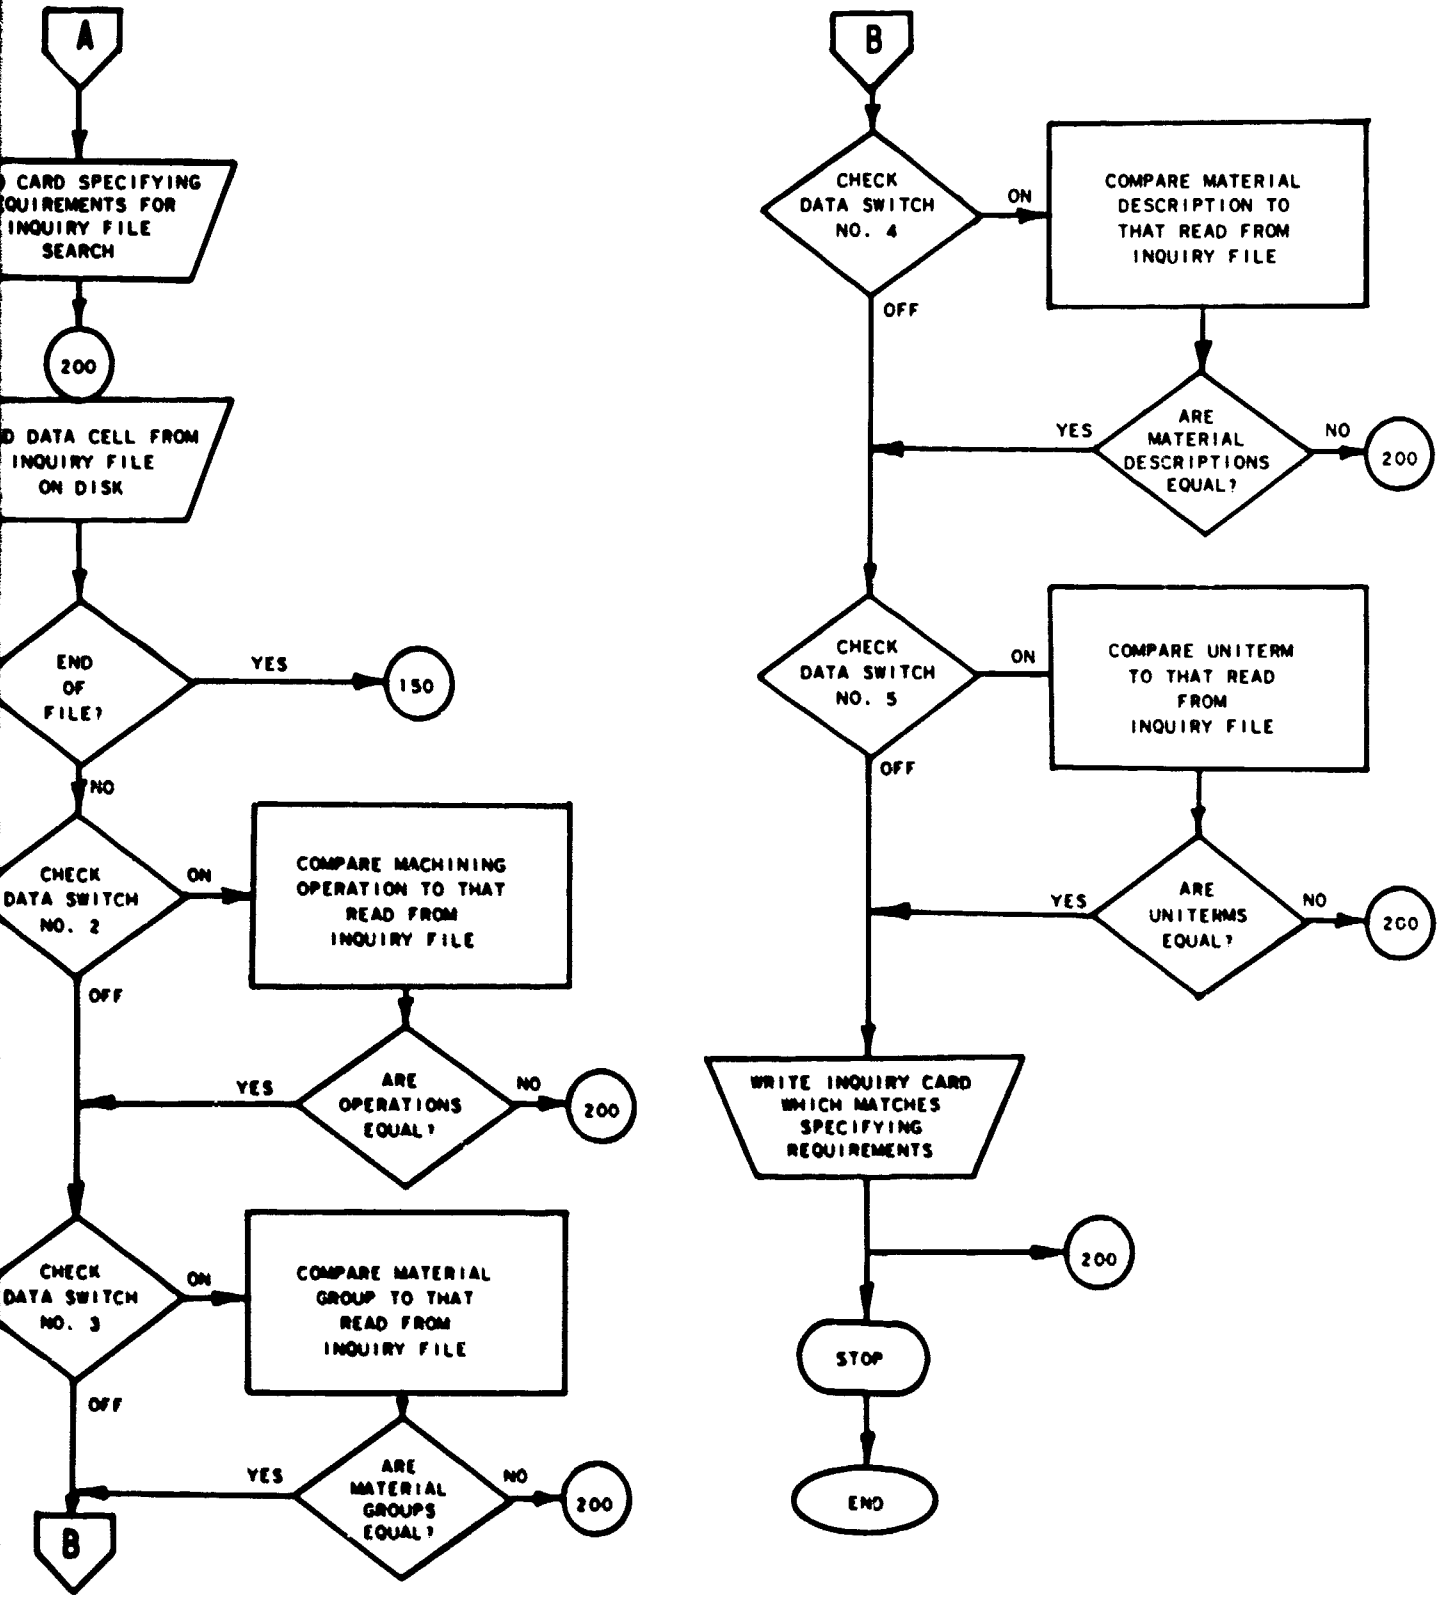 A
CARD SPECIFYING
QUIREMENTS FOR
INQUIRY FILE
SEARCH
200
D DATA CELL FROM
INQUIRY FILE
ON DISK
END
OF
FILE?
YES
150
NO
CHECK
DATA SWITCH
NO. 2
ON
COMPARE MACHINING
OPERATION TO THAT
READ FROM
INQUIRY FILE
OFF
ARE
OPERATIONS
EQUAL?
YES
NO
200
CHECK
DATA SWITCH
NO. 3
ON
COMPARE MATERIAL
GROUP TO THAT
READ FROM
INQUIRY FILE
OFF
ARE
MATERIAL
GROUPS
EQUAL?
YES
NO
200
B
B
CHECK
DATA SWITCH
NO. 4
ON
COMPARE MATERIAL
DESCRIPTION TO
THAT READ FROM
INQUIRY FILE
OFF
ARE
MATERIAL
DESCRIPTIONS
EQUAL?
YES
NO
200
CHECK
DATA SWITCH
NO. 5
ON
COMPARE UNITERM
TO THAT READ
FROM
INQUIRY FILE
OFF
ARE
UNITERMS
EQUAL?
YES
NO
200
WRITE INQUIRY CARD
WHICH MATCHES
SPECIFYING
REQUIREMENTS
200
STOP
END